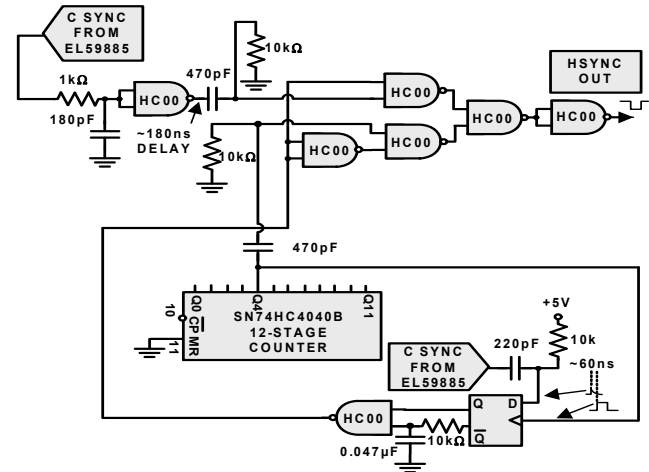 C SYNC
FROM
EL59885
1kΩ
180pF
HC00
~180ns
DELAY
470pF
10kΩ
10kΩ
HC00
HC00
HC00
HC00
HC00
HSYNC
OUT
470pF
Q0
Q4
Q11
10
CP
MR
11
SN74HC4040B
12-STAGE
COUNTER
C SYNC
FROM
EL59885
220pF
+5V
10k
~60ns
HC00
0.047µF
10kΩ
Q
D
Q